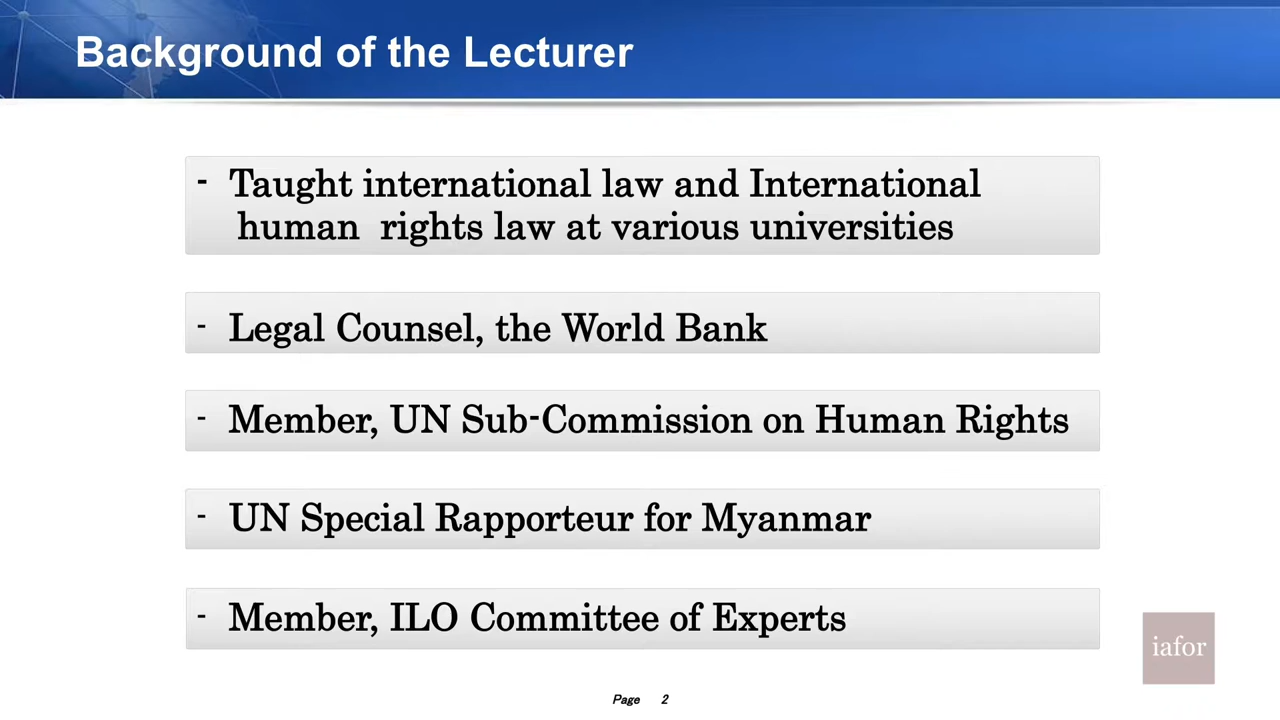 Background of the Lecturer
- Taught international law and International
human rights law at various universities
- Legal Counsel, the World Bank
- Member, UN Sub-Commission on Human Rights
- UN Special Rapporteur for Myanmar
- Member, ILO Committee of Experts
iafor
Page 2